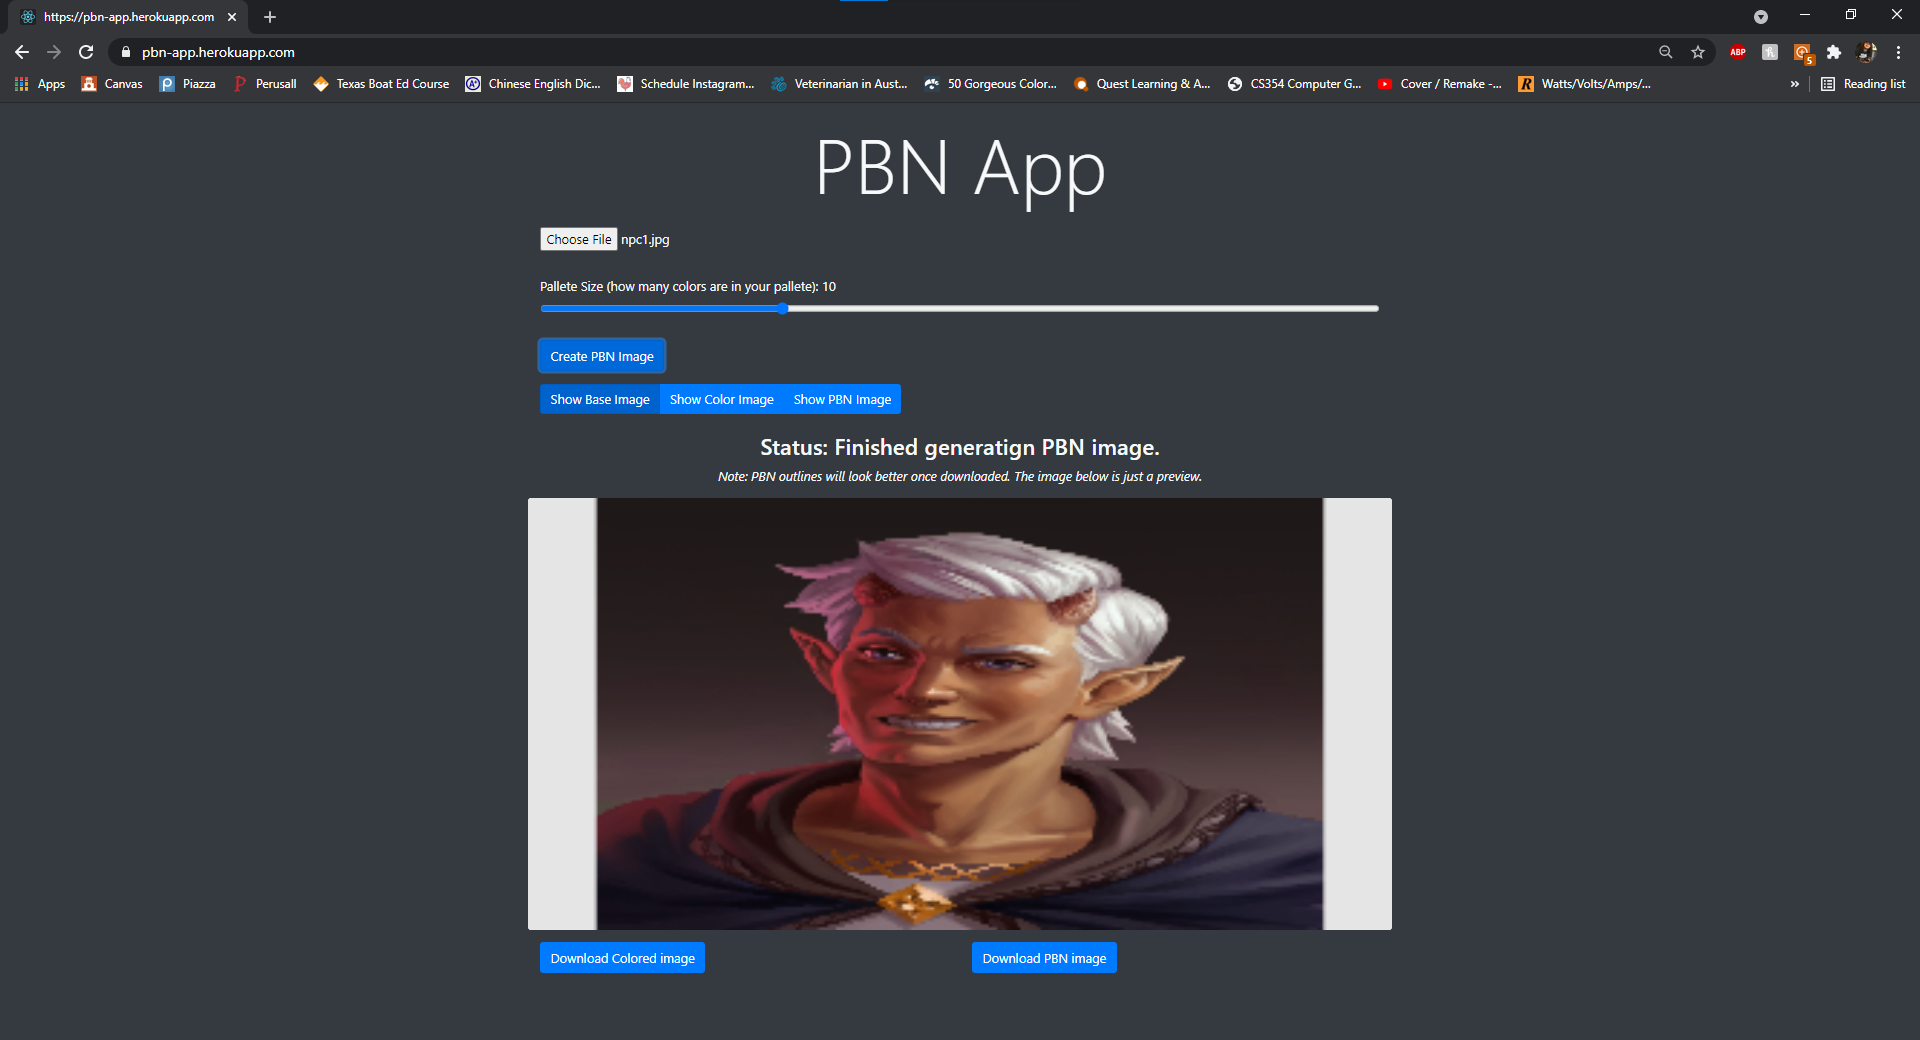 https://pbn-app.herokuapp.com
pbn-app.herokuapp.com
ABP
5
Apps Canvas Piazza Perusall Texas Boat Ed Course Chinese English Dic... Schedule Instagram... Veterinarian in Aust... 50 Gorgeous Color... Quest Learning & A... CS354 Computer G... Cover / Remake -... Watts/Volts/Amps/... » Reading list
PBN App
Choose File npc1.jpg
Pallete Size (how many colors are in your pallete): 10
Create PBN Image
Show Base Image Show Color Image Show PBN Image
Status: Finished generatign PBN image.
Note: PBN outlines will look better once downloaded. The image below is just a preview.
Download Colored image Download PBN image